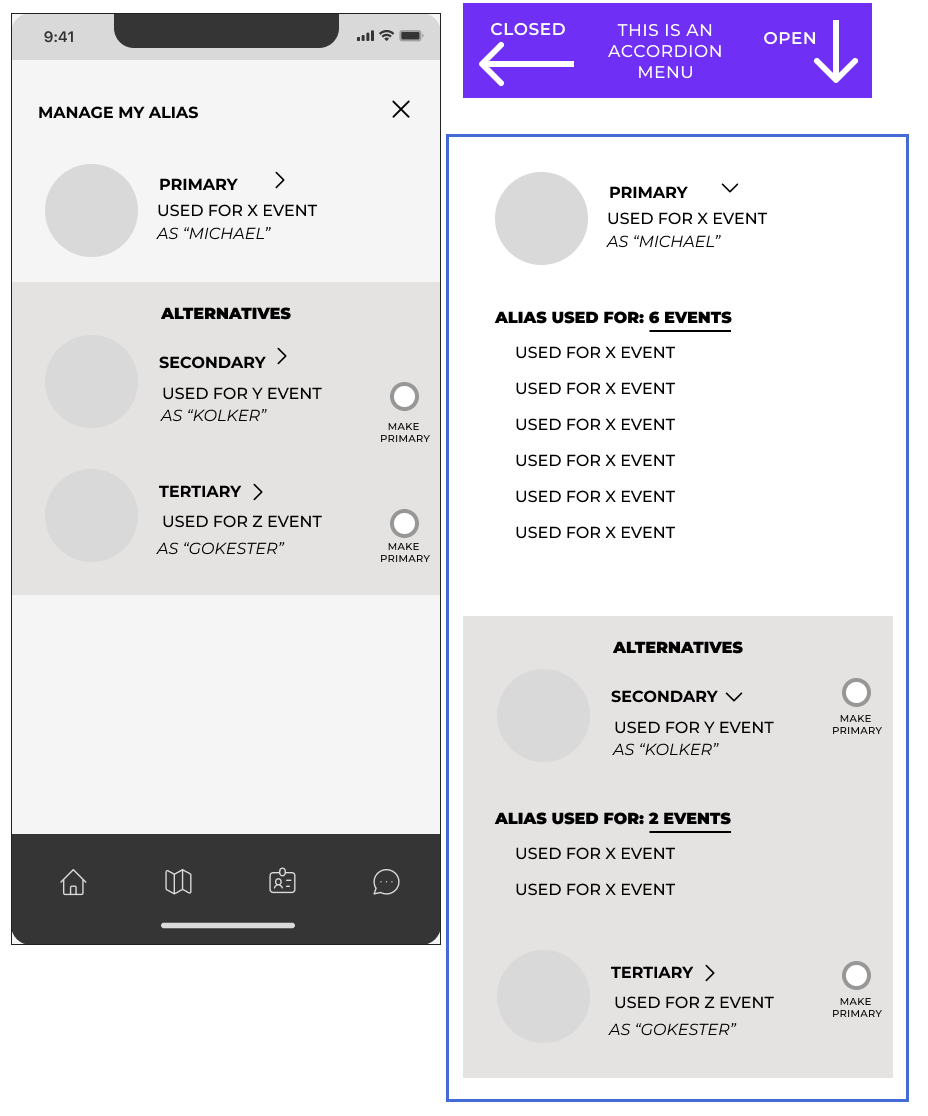 9:41
MANAGE MY ALIAS
PRIMARY
USED FOR X EVENT
AS “MICHAEL”
ALTERNATIVES
SECONDARY
USED FOR Y EVENT
AS “KOLKER”
MAKE
PRIMARY
TERTIARY
USED FOR Z EVENT
AS “GOKESTER”
MAKE
PRIMARY
CLOSED
THIS IS AN
ACCORDION
MENU
OPEN
PRIMARY
USED FOR X EVENT
AS “MICHAEL”
ALIAS USED FOR: 6 EVENTS
USED FOR X EVENT
USED FOR X EVENT
USED FOR X EVENT
USED FOR X EVENT
USED FOR X EVENT
USED FOR X EVENT
ALTERNATIVES
SECONDARY
USED FOR Y EVENT
AS “KOLKER”
MAKE
PRIMARY
ALIAS USED FOR: 2 EVENTS
USED FOR X EVENT
USED FOR X EVENT
TERTIARY
USED FOR Z EVENT
AS “GOKESTER”
MAKE
PRIMARY